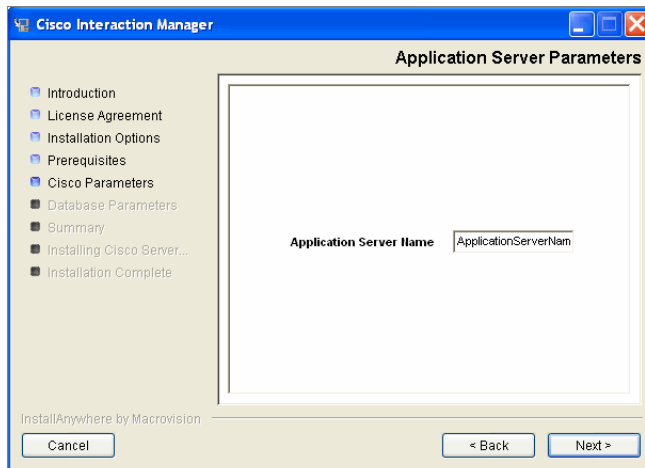 Cisco Interaction Manager
Application Server Parameters
Introduction
License Agreement
Installation Options
Prerequisites
Cisco Parameters
Database Parameters
Summary
Installing Cisco Server...
Installation Complete
Application Server Name
ApplicationServerNam
InstallAnywhere by Macrovision
Cancel
< Back
Next >